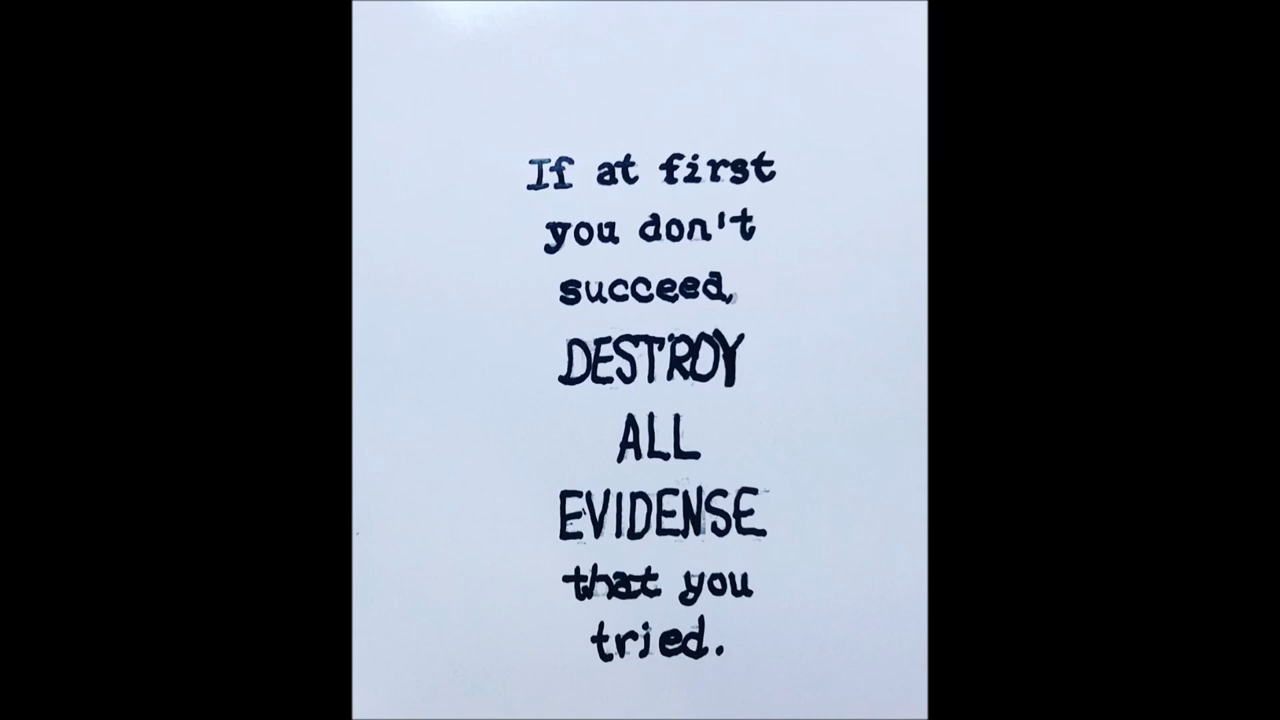 If at first
you don't
succeed,
DESTROY
ALL
EVIDENSE
that you
tried.